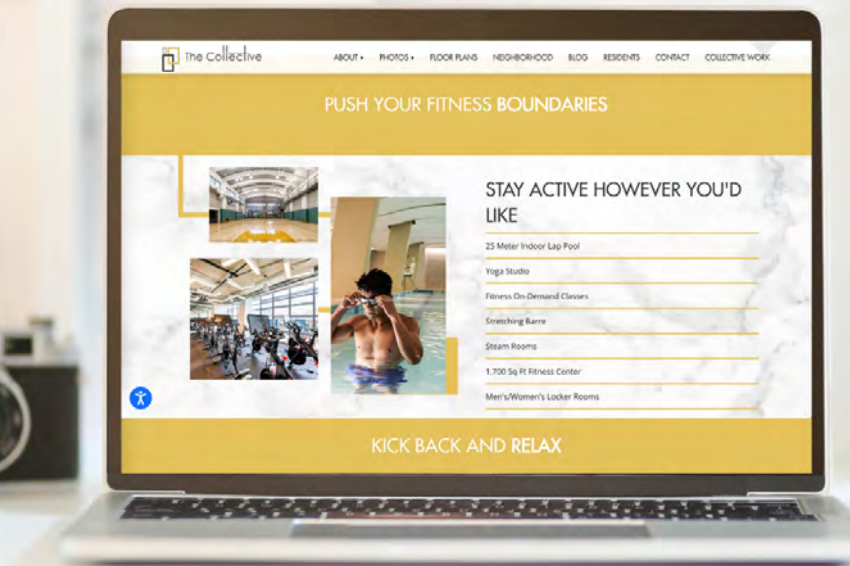 The Collective
ABOUT
PHOTOS
FLOOR PLANS
NEIGHBORHOOD
BLOG
RESIDENTS
CONTACT
COLLECTIVE WORK
PUSH YOUR FITNESS BOUNDARIES
STAY ACTIVE HOWEVER YOU'D
LIKE
25 Meter Indoor Lap Pool
Yoga Studio
Fitness On-Demand Classes
Stretching Barre
Steam Rooms
1,700 Sq Ft Fitness Center
Men's/Women's Locker Rooms
KICK BACK AND RELAX